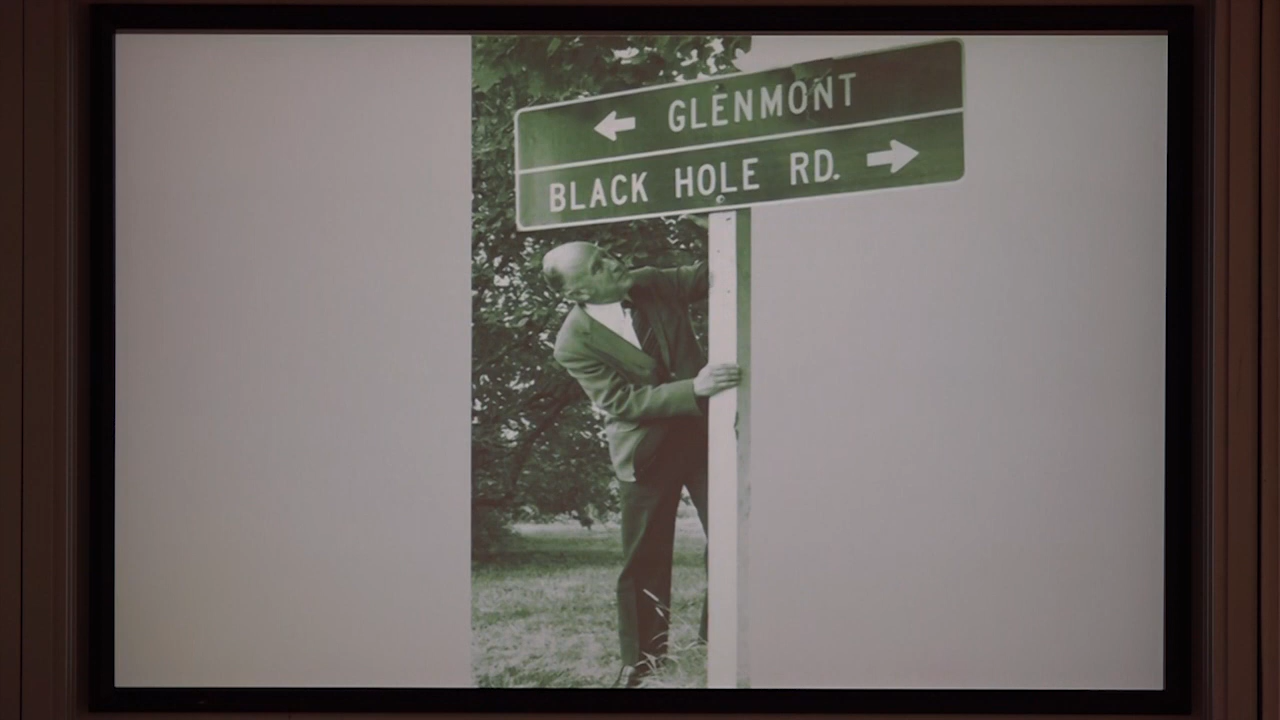 ← GLENMONT
BLACK HOLE RD. →